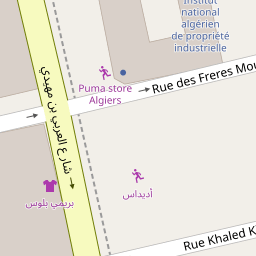 Institut
national
algérien
de propriété
industrielle
Puma store
Algiers
Rue des Freres Mou
شارع العربي بن مهيدي
أديداس
بريمي بلوس
Rue Khaled K